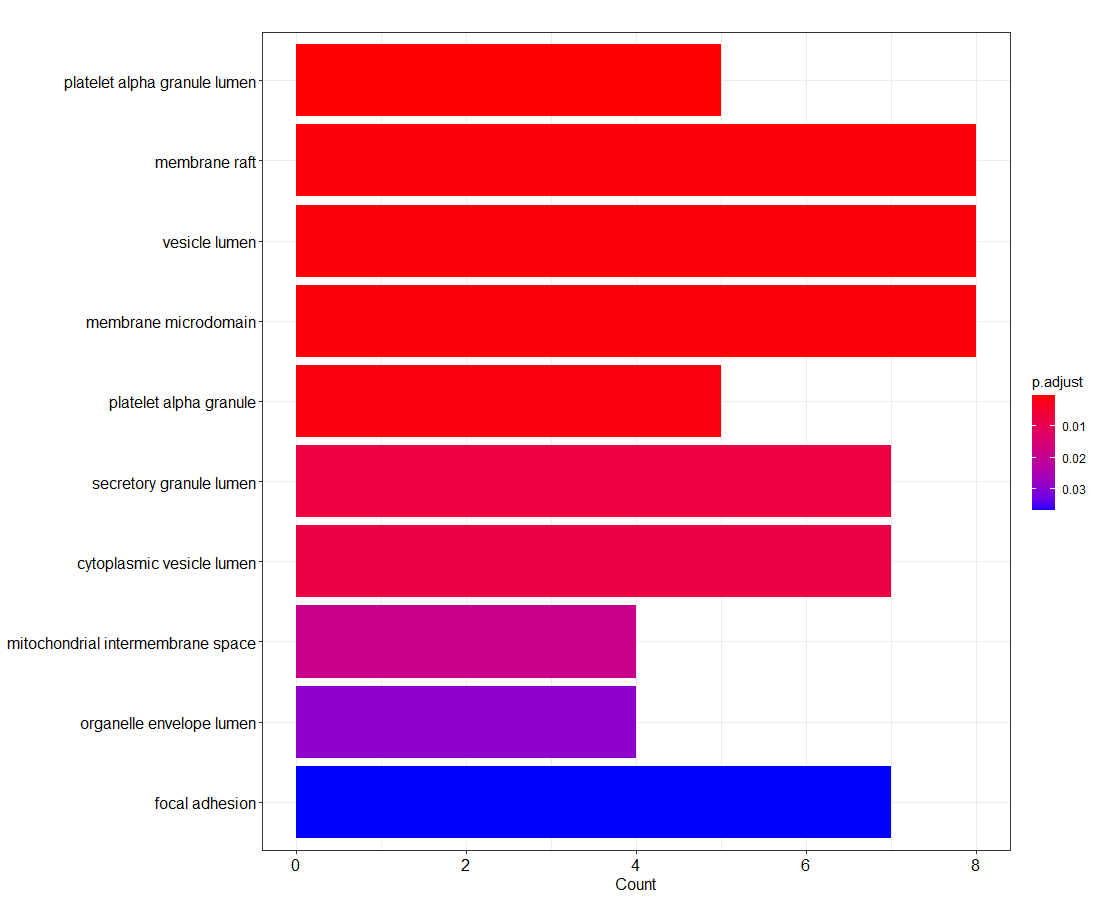 platelet alpha granule lumen
membrane raft
vesicle lumen
membrane microdomain
platelet alpha granule
secretory granule lumen
cytoplasmic vesicle lumen
mitochondrial intermembrane space
organelle envelope lumen
focal adhesion
0 2 4 6 8
Count
p.adjust
0.01
0.02
0.03